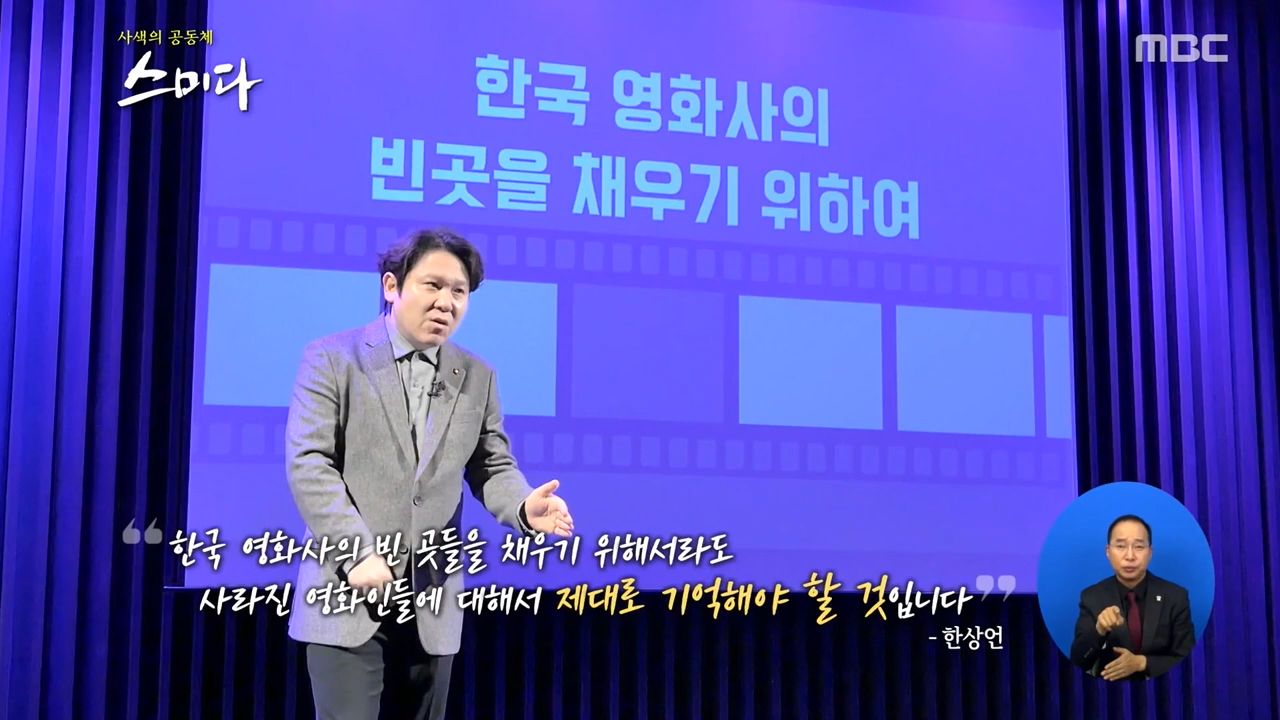 사색의 공동체
스미다
MBC
한국 영화사의
빈곳을 채우기 위하여
“한국 영화사의 빈 곳들을 채우기 위해서라도
사라진 영화인들에 대해서 제대로 기억해야 할 것입니다”
- 한상언